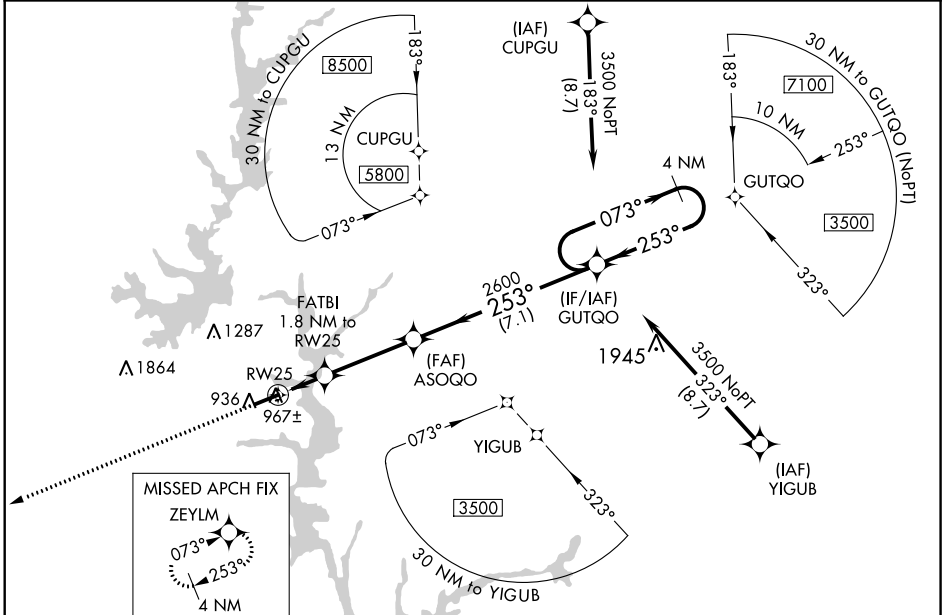 30 NM to CUPGU
8500
183°
13 NM
CUPGU
5800
073°
(IAF)
CUPGU
3500 NoPT
183°
(8.7)
30 NM to GUTQO (NoPT)
7100
183°
10 NM
253°
GUTQO
3500
323°
4 NM
073°
253°
(IF/IAF)
GUTQO
2600
253°
(7.1)
FATBI
1.8 NM to
RW25
1287
1864
(FAF)
ASOQO
RW25
936
967±
1945
3500 NoPT
323°
(8.7)
(IAF)
YIGUB
073°
YIGUB
323°
3500
30 NM to YIGUB
MISSED APCH FIX
ZEYLM
073°
253°
4 NM